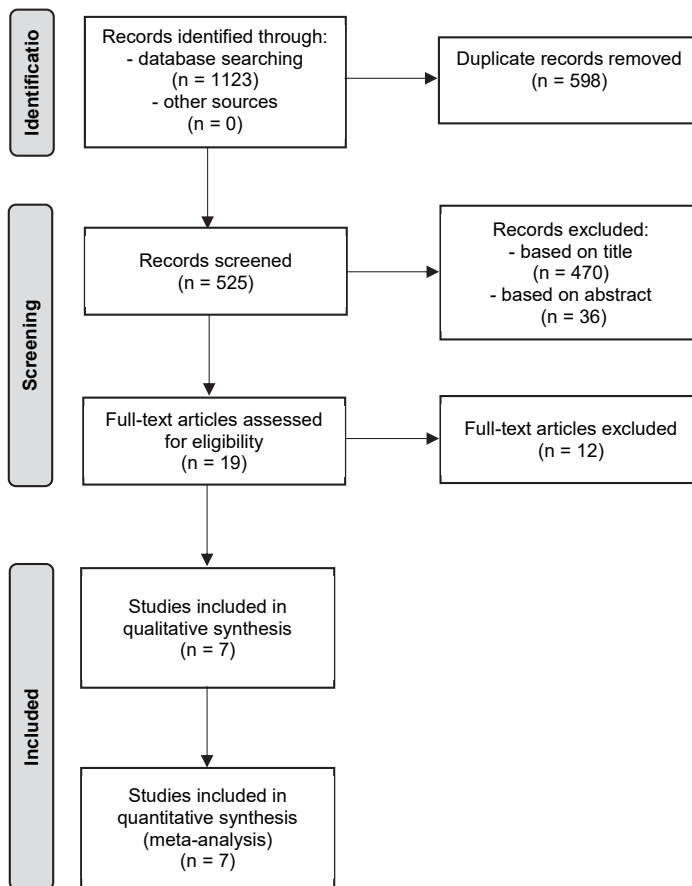 Identificatio
Records identified through:
- database searching
(n = 1123)
- other sources
(n = 0)
Duplicate records removed
(n = 598)
Screening
Records screened
(n = 525)
Records excluded:
- based on title
(n = 470)
- based on abstract
(n = 36)
Full-text articles assessed
for eligibility
(n = 19)
Full-text articles excluded
(n = 12)
Included
Studies included in
qualitative synthesis
(n = 7)
Studies included in
quantitative synthesis
(meta-analysis)
(n = 7)